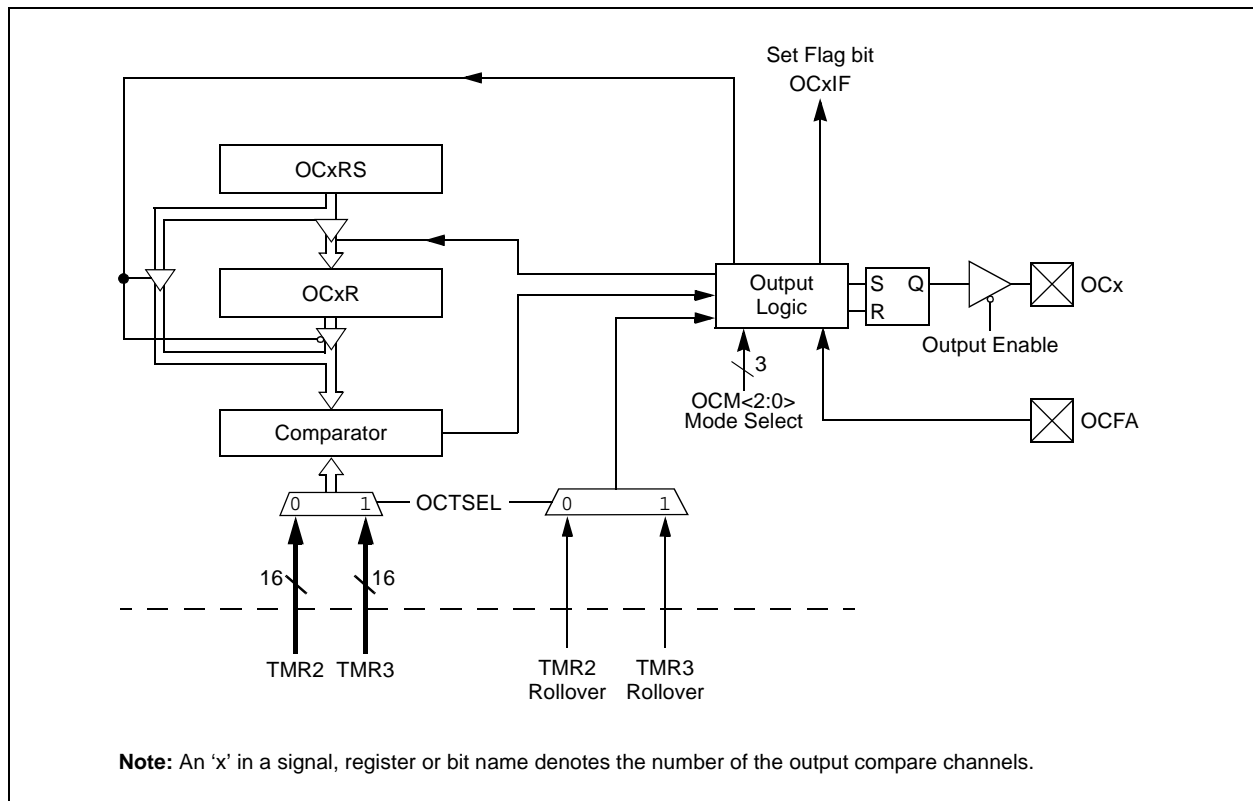 Set Flag bit
OCxIF
OCxRS
OCxR
Output
Logic
S Q
R
OCx
Output Enable
3
OCM<2:0>
Mode Select
OCFA
Comparator
0 1
OCTSEL
0 1
16
16
TMR2
TMR3
TMR2
Rollover
TMR3
Rollover
Note: An ‘x’ in a signal, register or bit name denotes the number of the output compare channels.